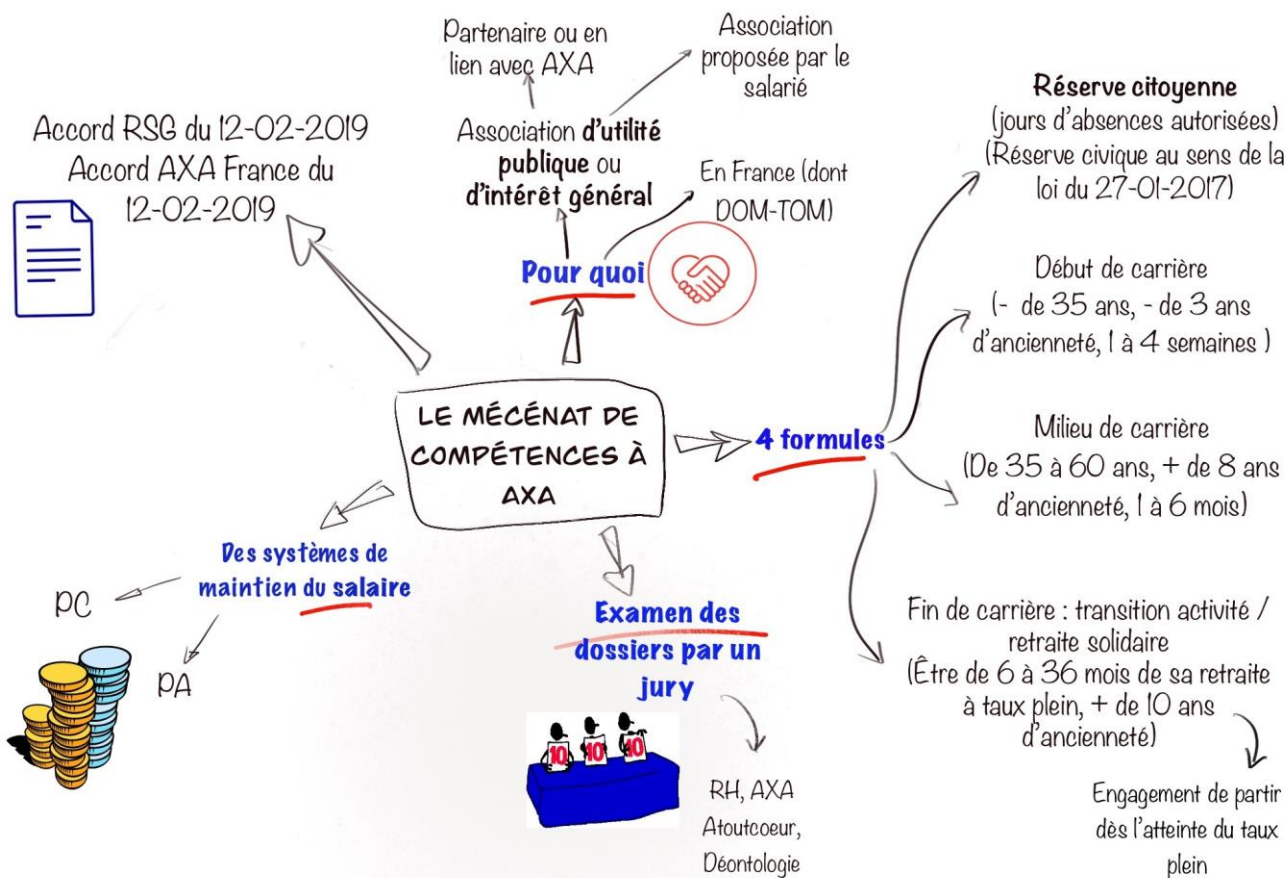 Accord RSG du 12-02-2019
Accord AXA France du
12-02-2019
Partenaire ou en
lien avec AXA
Association
proposée par le
salarié
Association d'utilité
publique ou
d'intérêt général
En France (dont
DOM-TOM)
Pour quoi
Réserve citoyenne
(jours d'absences autorisées)
(Réserve civique au sens de la
loi du 27-01-2017)
Début de carrière
(- de 35 ans, - de 3 ans
d'ancienneté, 1 à 4 semaines )
LE MÉCÉNAT DE
COMPÉTENCES À
AXA
4 formules
Milieu de carrière
(De 35 à 60 ans, + de 8 ans
d'ancienneté, 1 à 6 mois)
Des systèmes de
maintien du salaire
PC
PA
Examen des
dossiers par un
jury
10
10
10
RH, AXA
Atoutcoeur,
Déontologie
Fin de carrière : transition activité /
retraite solidaire
(Être de 6 à 36 mois de sa retraite
à taux plein, + de 10 ans
d'ancienneté)
Engagement de partir
dès l'atteinte du taux
plein